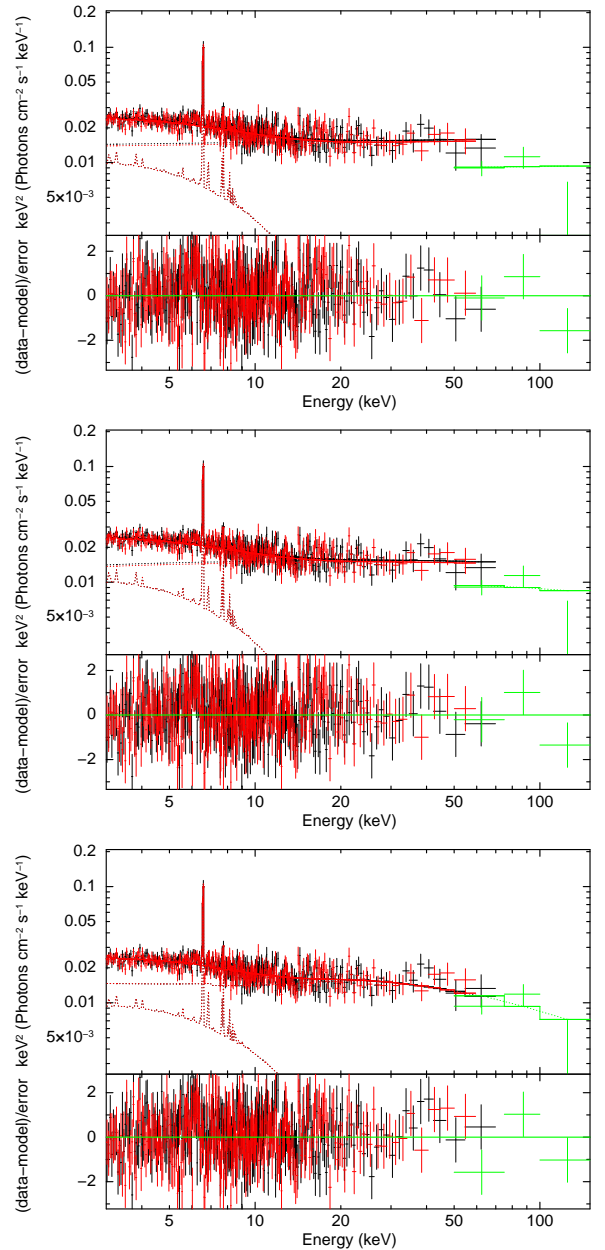 0.2
0.1
0.05
0.02
0.01
5×10⁻³
keV² (Photons cm⁻² s⁻¹ keV⁻¹)
2
0
−2
(data−model)/error
5 10 20 50 100
Energy (keV)
0.2
0.1
0.05
0.02
0.01
5×10⁻³
keV² (Photons cm⁻² s⁻¹ keV⁻¹)
2
0
−2
(data−model)/error
5 10 20 50 100
Energy (keV)
0.2
0.1
0.05
0.02
0.01
5×10⁻³
keV² (Photons cm⁻² s⁻¹ keV⁻¹)
2
0
−2
(data−model)/error
5 10 20 50 100
Energy (keV)